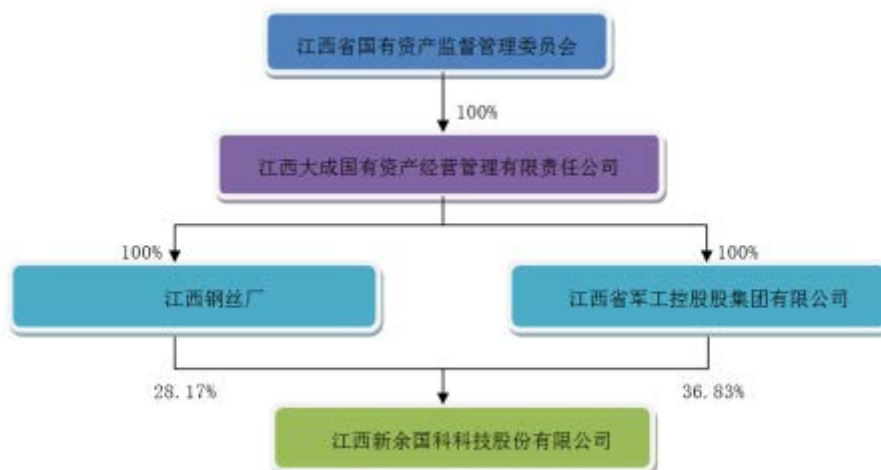 江西省国有资产监督管理委员会
100%
江西大成国有资产经营管理有限责任公司
100%
100%
江西钢丝厂
江西省军工控股股集团有限公司
28.17%
36.83%
江西新余国科科技股份有限公司